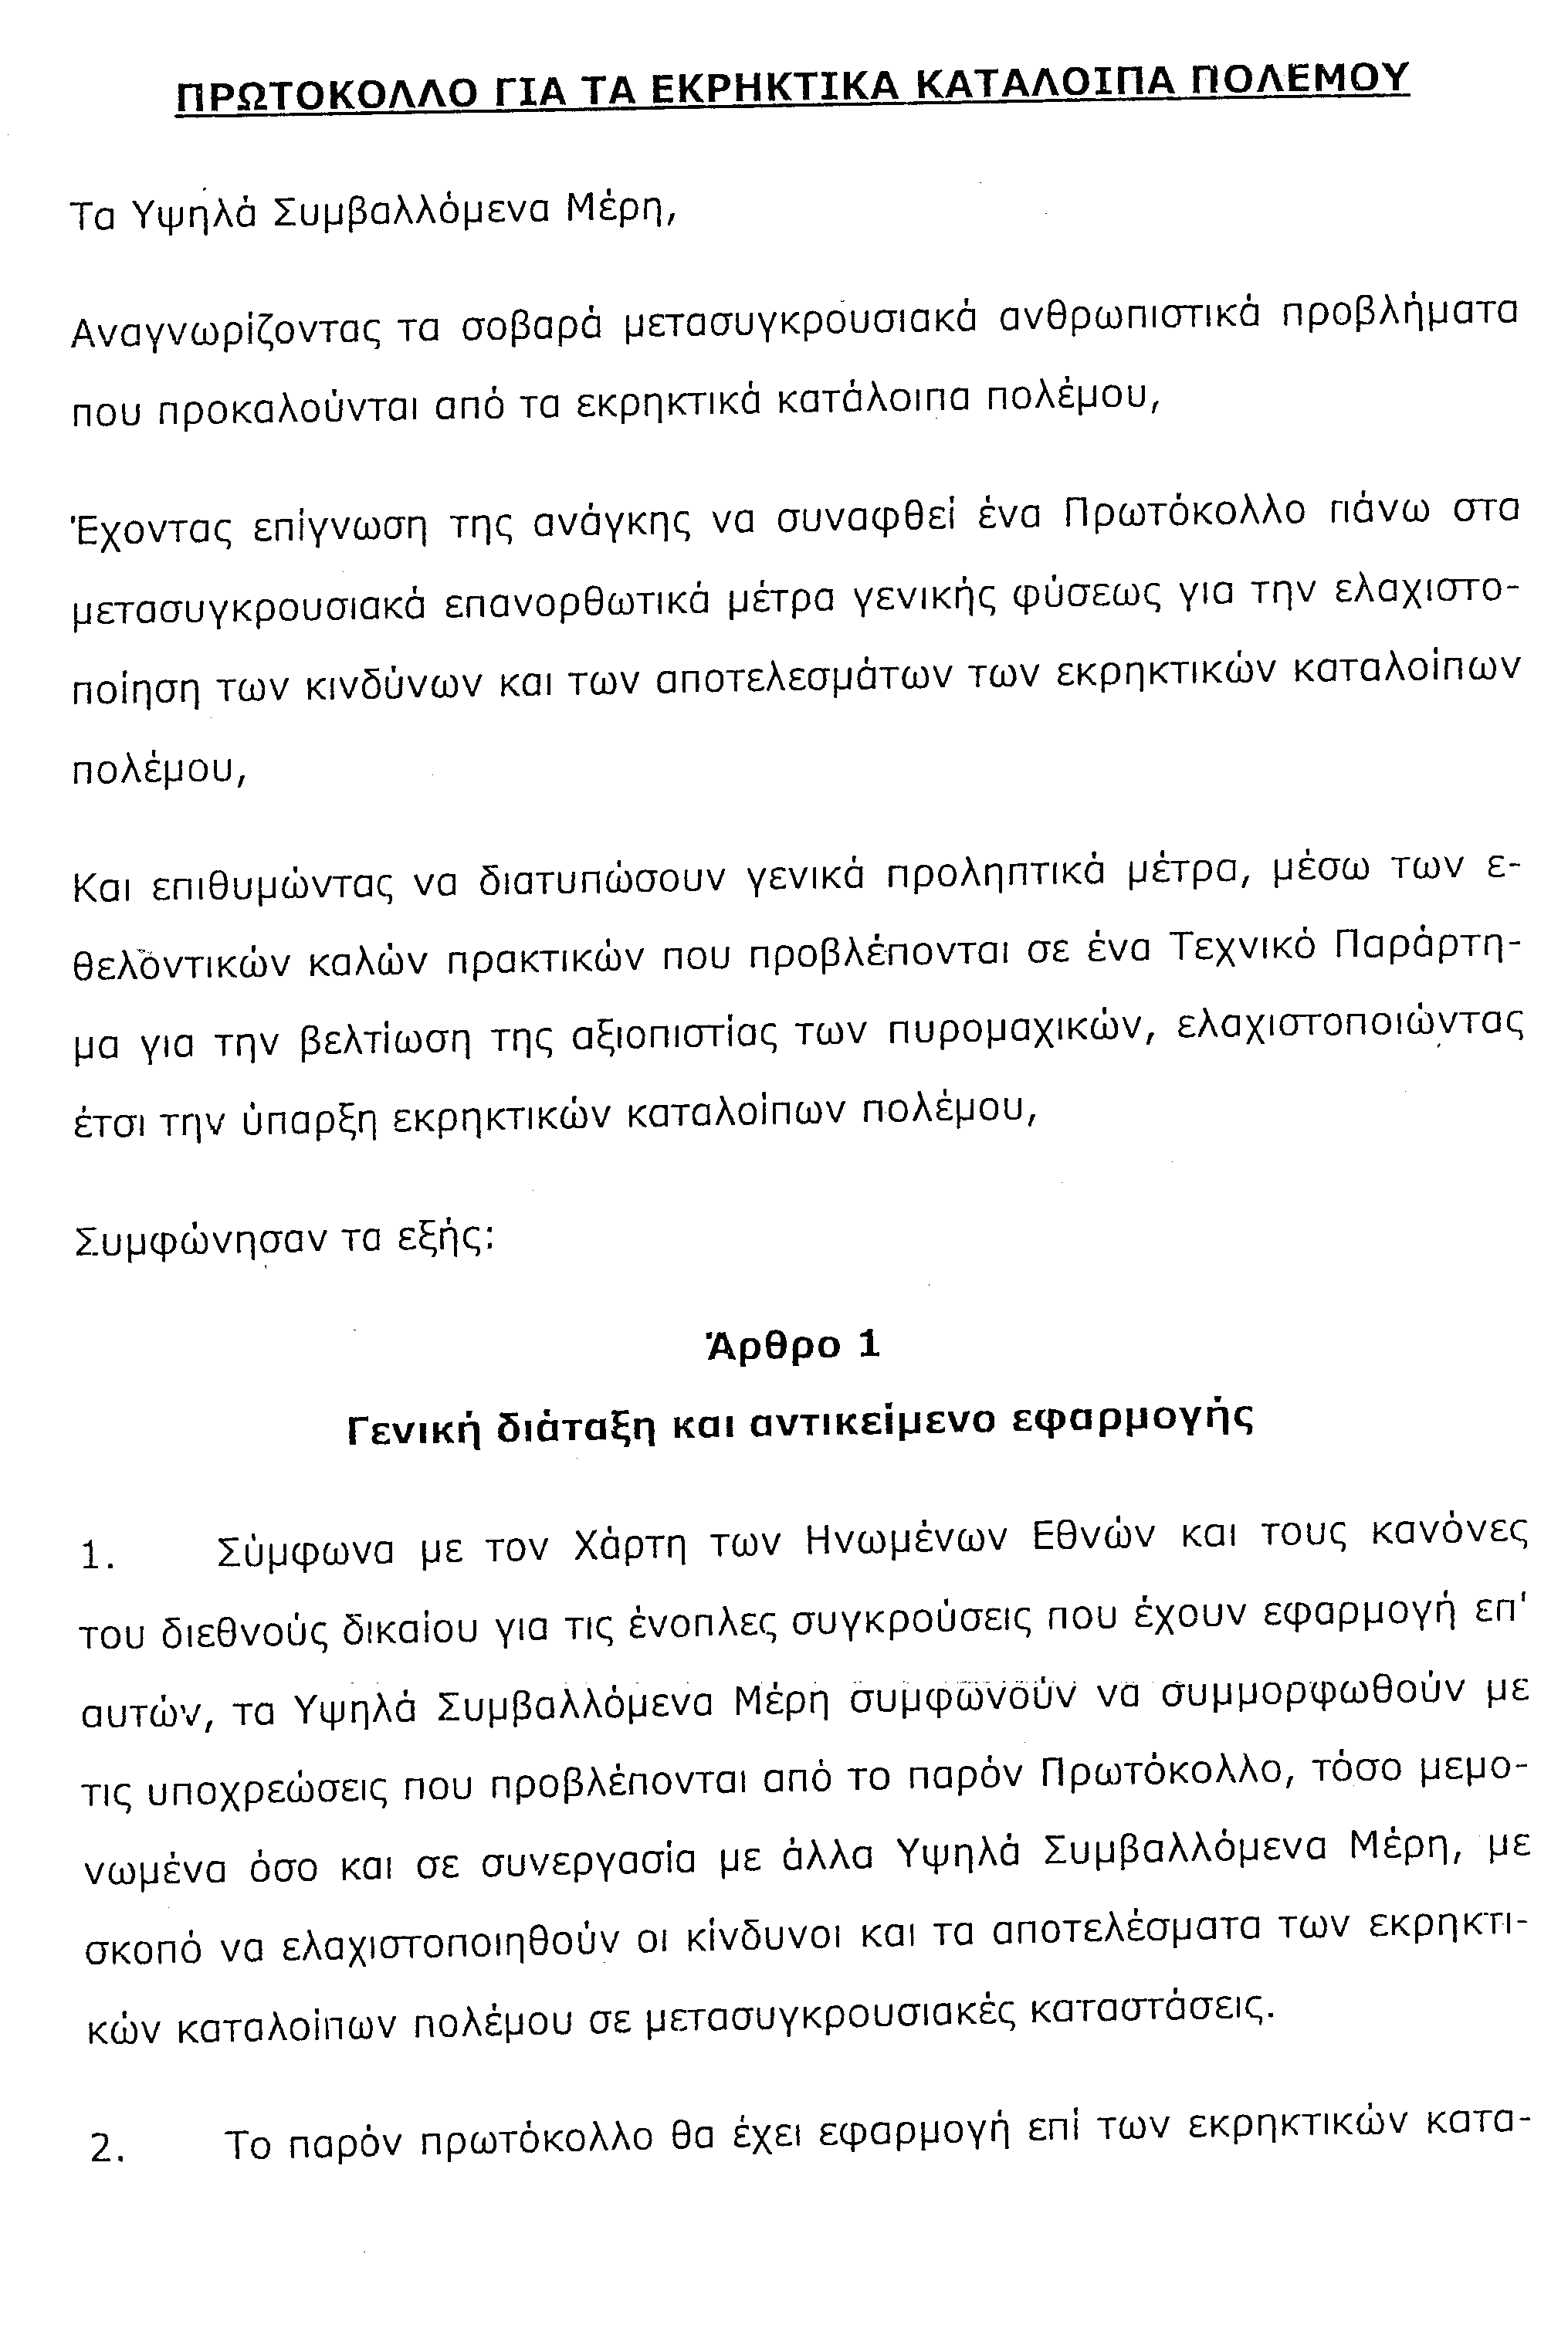 ΠΡΩΤΟΚΟΛΛΟ ΓΙΑ ΤΑ ΕΚΡΗΚΤΙΚΑ ΚΑΤΑΛΟΙΠΑ ΠΟΛΕΜΟΥ
Τα Υψηλά Συμβαλλόμενα Μέρη,
Αναγνωρίζοντας τα σοβαρά μετασυγκρουσιακά ανθρωπιστικά προβλήματα
που προκαλούνται από τα εκρηκτικά κατάλοιπα πολέμου,
Έχοντας επίγνωση της ανάγκης να συναφθεί ένα Πρωτόκολλο πάνω στα
μετασυγκρουσιακά επανορθωτικά μέτρα γενικής φύσεως για την ελαχιστο-
ποίηση των κινδύνων και των αποτελεσμάτων των εκρηκτικών καταλοίπων
πολέμου,
Και επιθυμώντας να διατυπώσουν γενικά προληπτικά μέτρα, μέσω των ε-
θελοντικών καλών πρακτικών που προβλέπονται σε ένα Τεχνικό Παράρτη-
μα για την βελτίωση της αξιοπιστίας των πυρομαχικών, ελαχιστοποιώντας
έτσι την ύπαρξη εκρηκτικών καταλοίπων πολέμου,
Συμφώνησαν τα εξής:
Άρθρο 1
Γενική διάταξη και αντικείμενο εφαρμογής
1. Σύμφωνα με τον Χάρτη των Ηνωμένων Εθνών και τους κανόνες
του διεθνούς δικαίου για τις ένοπλες συγκρούσεις που έχουν εφαρμογή επ'
αυτών, τα Υψηλά Συμβαλλόμενα Μέρη συμφωνούν να συμμορφωθούν με
τις υποχρεώσεις που προβλέπονται από το παρόν Πρωτόκολλο, τόσο μεμο-
νωμένα όσο και σε συνεργασία με άλλα Υψηλά Συμβαλλόμενα Μέρη, με
σκοπό να ελαχιστοποιηθούν οι κίνδυνοι και τα αποτελέσματα των εκρηκτι-
κών καταλοίπων πολέμου σε μετασυγκρουσιακές καταστάσεις.
2. Το παρόν πρωτόκολλο θα έχει εφαρμογή επί των εκρηκτικών κατα-